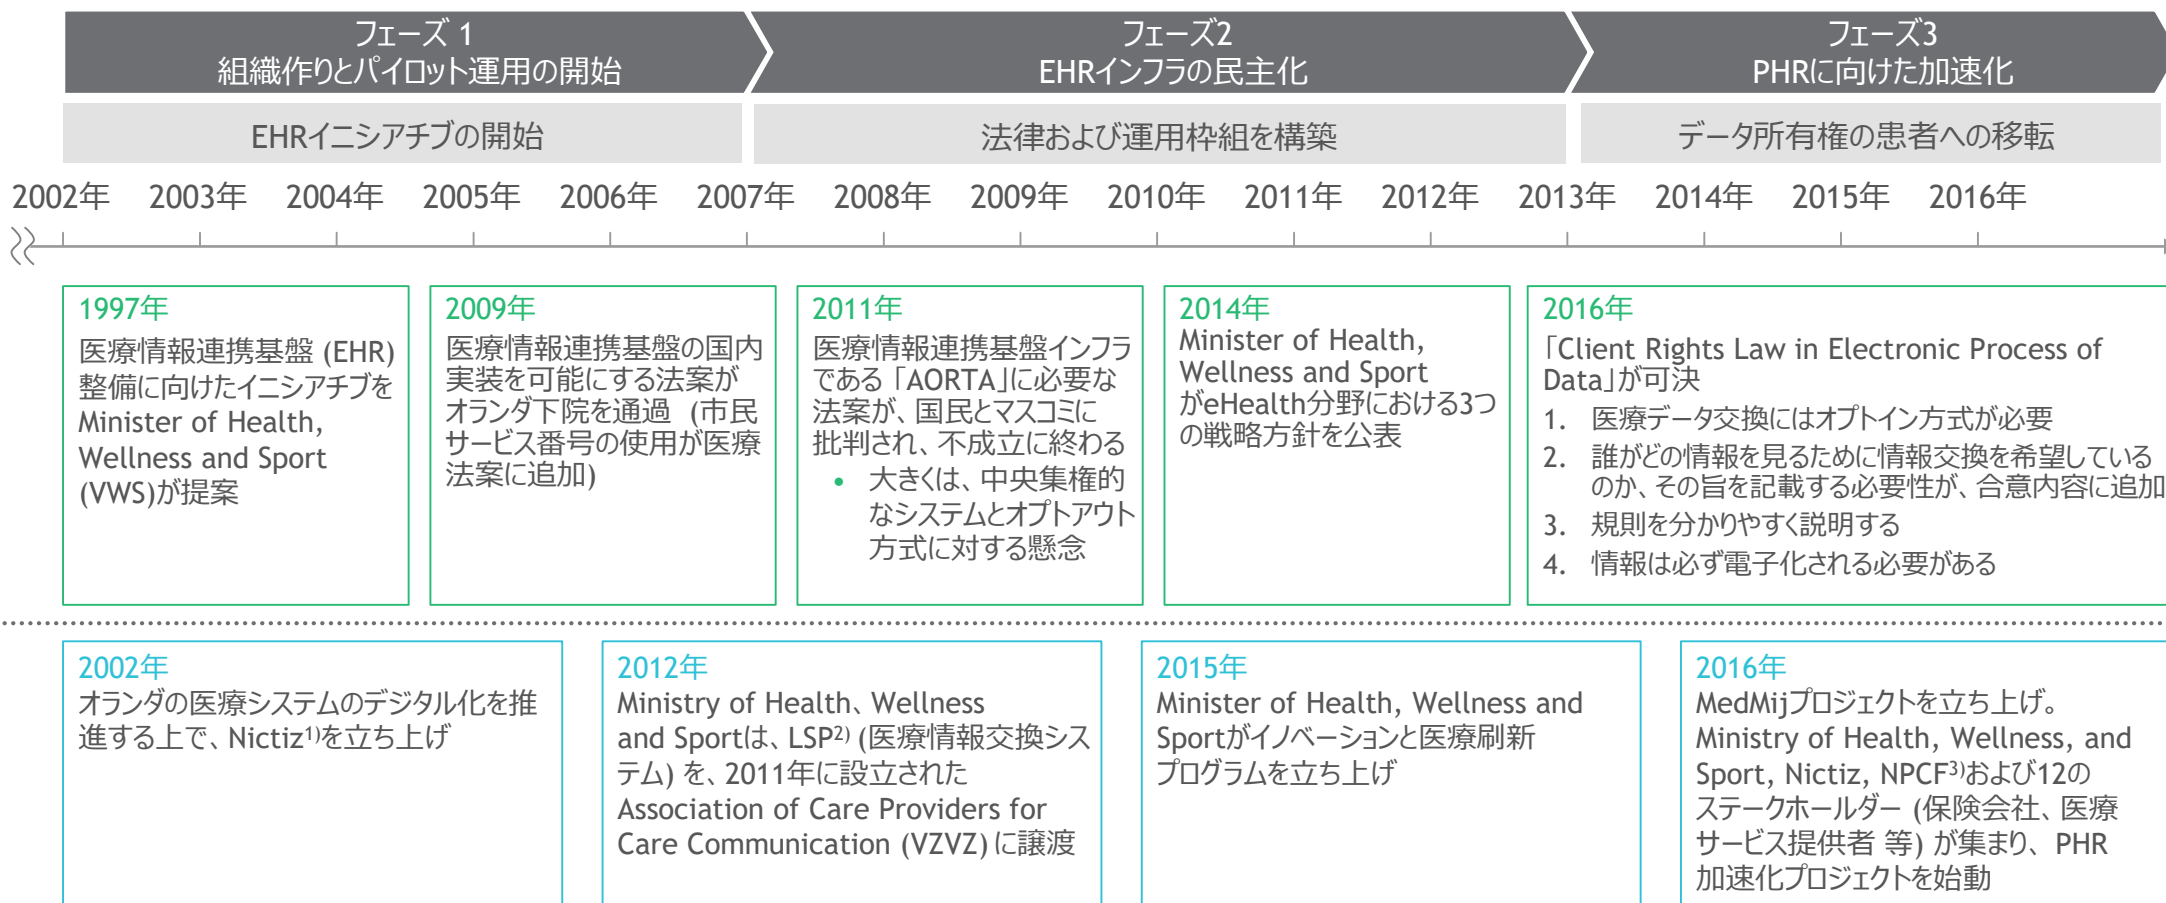 フェーズ 1
組織作りとパイロット運用の開始
フェーズ2
EHRインフラの民主化
フェーズ3
PHRに向けた加速化
EHRイニシアチブの開始
法律および運用枠組を構築
データ所有権の患者への移転
2002年 2003年 2004年 2005年 2006年 2007年 2008年 2009年 2010年 2011年 2012年 2013年 2014年 2015年 2016年
1997年
医療情報連携基盤 (EHR)
整備に向けたイニシアチブを
Minister of Health,
Wellness and Sport
(VWS)が提案
2009年
医療情報連携基盤の国内
実装を可能にする法案が
オランダ下院を通過 (市民
サービス番号の使用が医療
法案に追加)
2011年
医療情報連携基盤インフラ
である 「AORTA」に必要な
法案が、国民とマスコミに
批判され、不成立に終わる
• 大きくは、中央集権的
なシステムとオプトアウト
方式に対する懸念
2014年
Minister of Health,
Wellness and Sport
がeHealth分野における3つ
の戦略方針を公表
2016年
「Client Rights Law in Electronic Process of
Data」が可決
1. 医療データ交換にはオプトイン方式が必要
2. 誰がどの情報を見るために情報交換を希望している
のか、その旨を記載する必要性が、合意内容に追加
3. 規則を分かりやすく説明する
4. 情報は必ず電子化される必要がある
2002年
オランダの医療システムのデジタル化を推
進する上で、Nictiz1)を立ち上げ
2012年
Ministry of Health、Wellness
and Sportは、LSP2) (医療情報交換シス
テム) を、2011年に設立された
Association of Care Providers for
Care Communication (VZVZ) に譲渡
2015年
Minister of Health, Wellness and
Sportがイノベーションと医療刷新
プログラムを立ち上げ
2016年
MedMijプロジェクトを立ち上げ。
Ministry of Health, Wellness, and
Sport, Nictiz, NPCF3)および12の
ステークホールダー (保険会社、医療
サービス提供者 等) が集まり、 PHR
加速化プロジェクトを始動